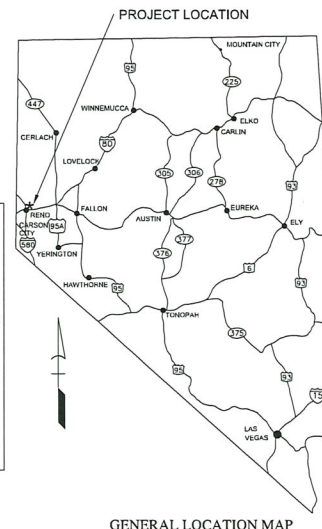 PROJECT LOCATION
MOUNTAIN CITY
95
225
447
WINNEMUCCA
ELKO
GERLACH
CARLIN
80
LOVELOCK
305
306
278
93
RENO
95A
FALLON
AUSTIN
EUREKA
CARSON
CITY
ELY
580
377
YERINGTON
376
6
HAWTHORNE
95
93
TONOPAH
375
95
93
15
LAS
VEGAS
GENERAL LOCATION MAP